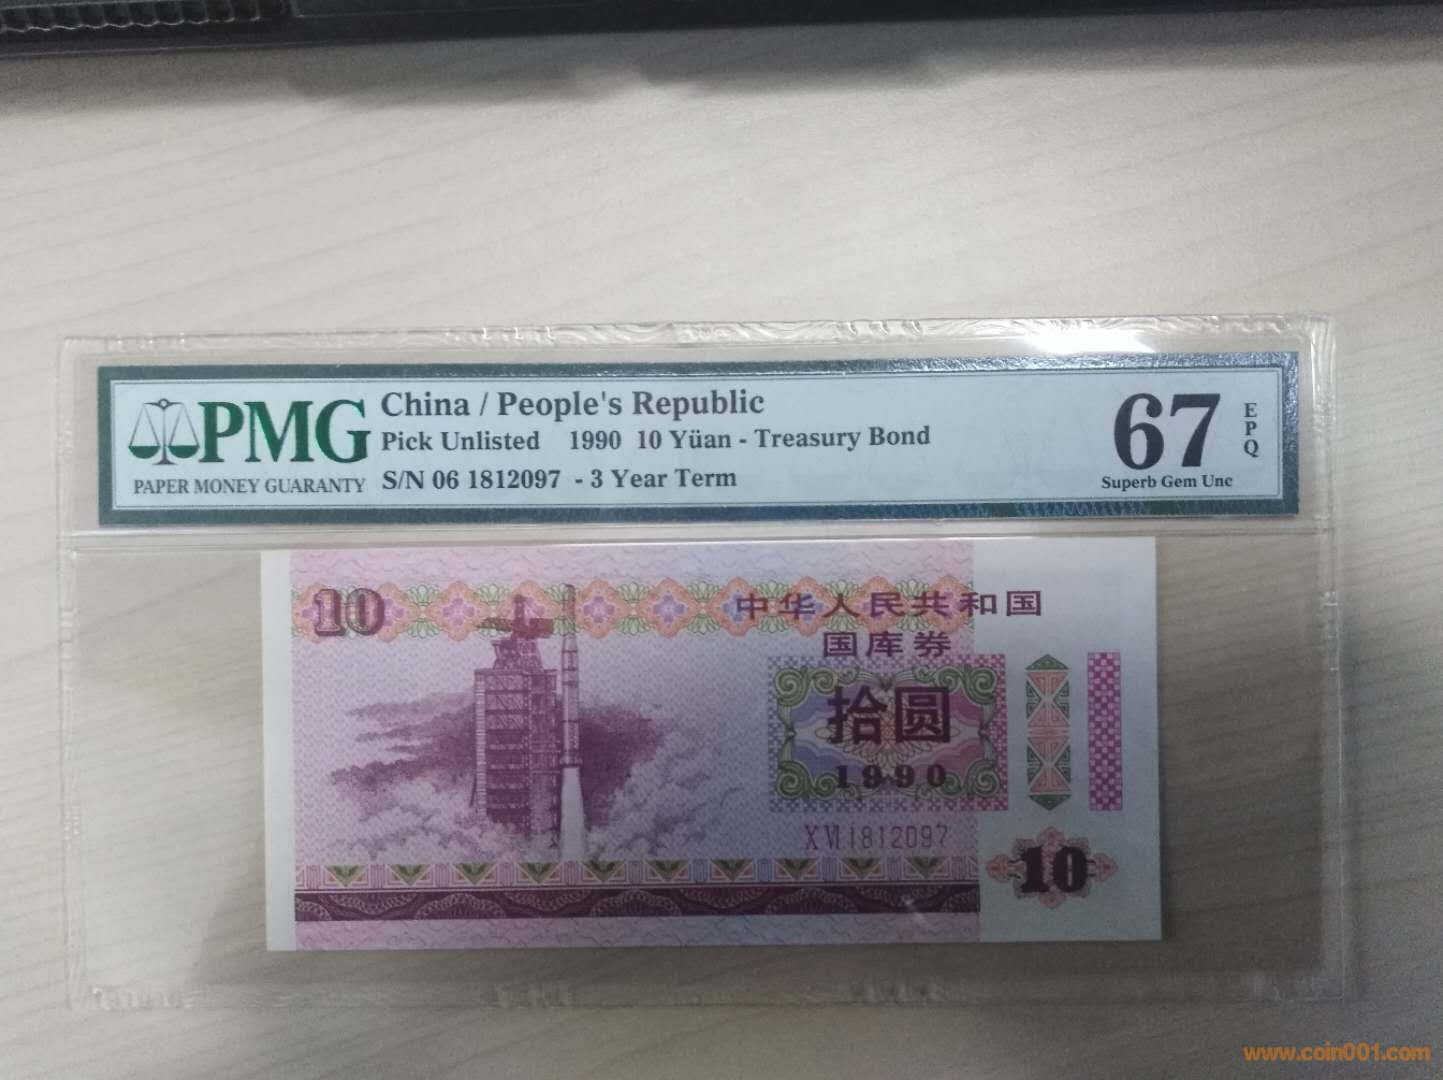 PMG
PAPER MONEY GUARANTY
China / People's Republic
Pick Unlisted 1990 10 Yüan - Treasury Bond
S/N 06 1812097 - 3 Year Term
67
EPQ
Superb Gem Unc
10
中华人民共和国
国库券
拾圆
1990
XVI1812097
10
www.coin001.com